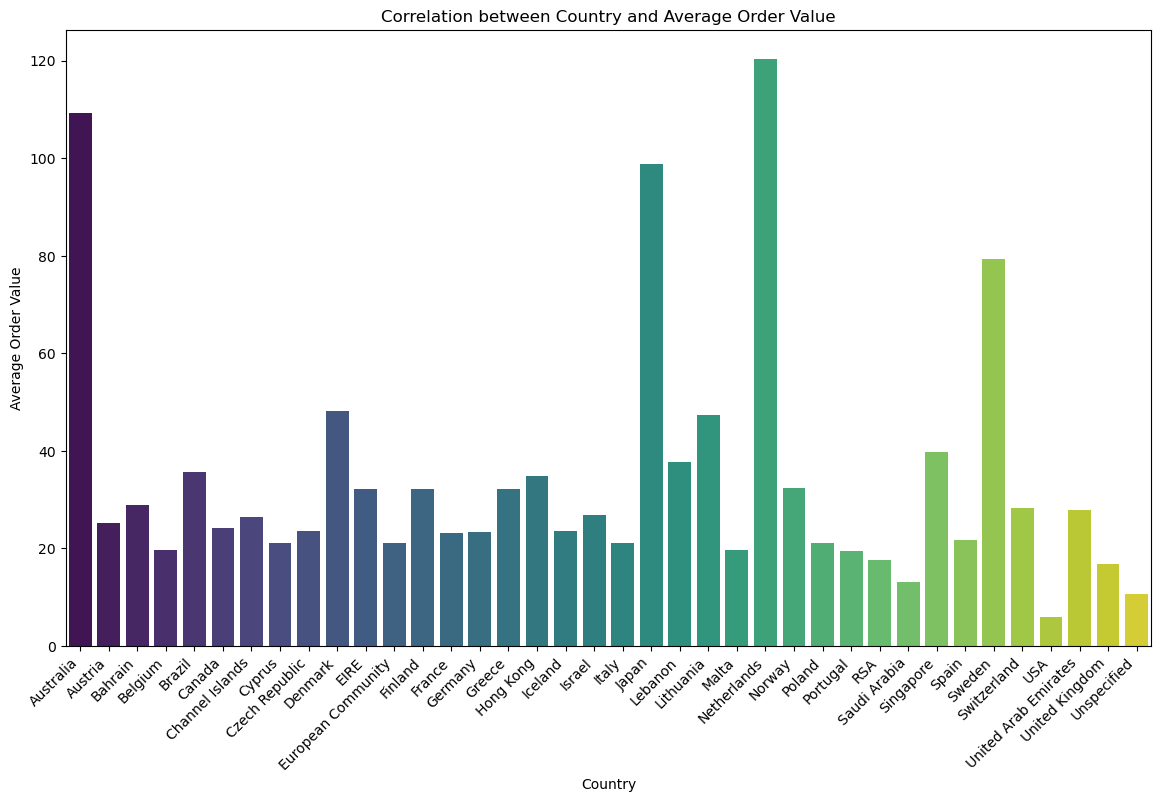 Correlation between Country and Average Order Value
Average Order Value
120
100
80
60
40
20
0
Australia
Austria
Bahrain
Belgium
Brazil
Canada
Channel Islands
Cyprus
Czech Republic
Denmark
EIRE
European Community
Finland
France
Germany
Greece
Hong Kong
Iceland
Israel
Italy
Japan
Lebanon
Lithuania
Malta
Netherlands
Norway
Poland
Portugal
RSA
Saudi Arabia
Singapore
Spain
Sweden
Switzerland
USA
United Arab Emirates
United Kingdom
Unspecified
Country